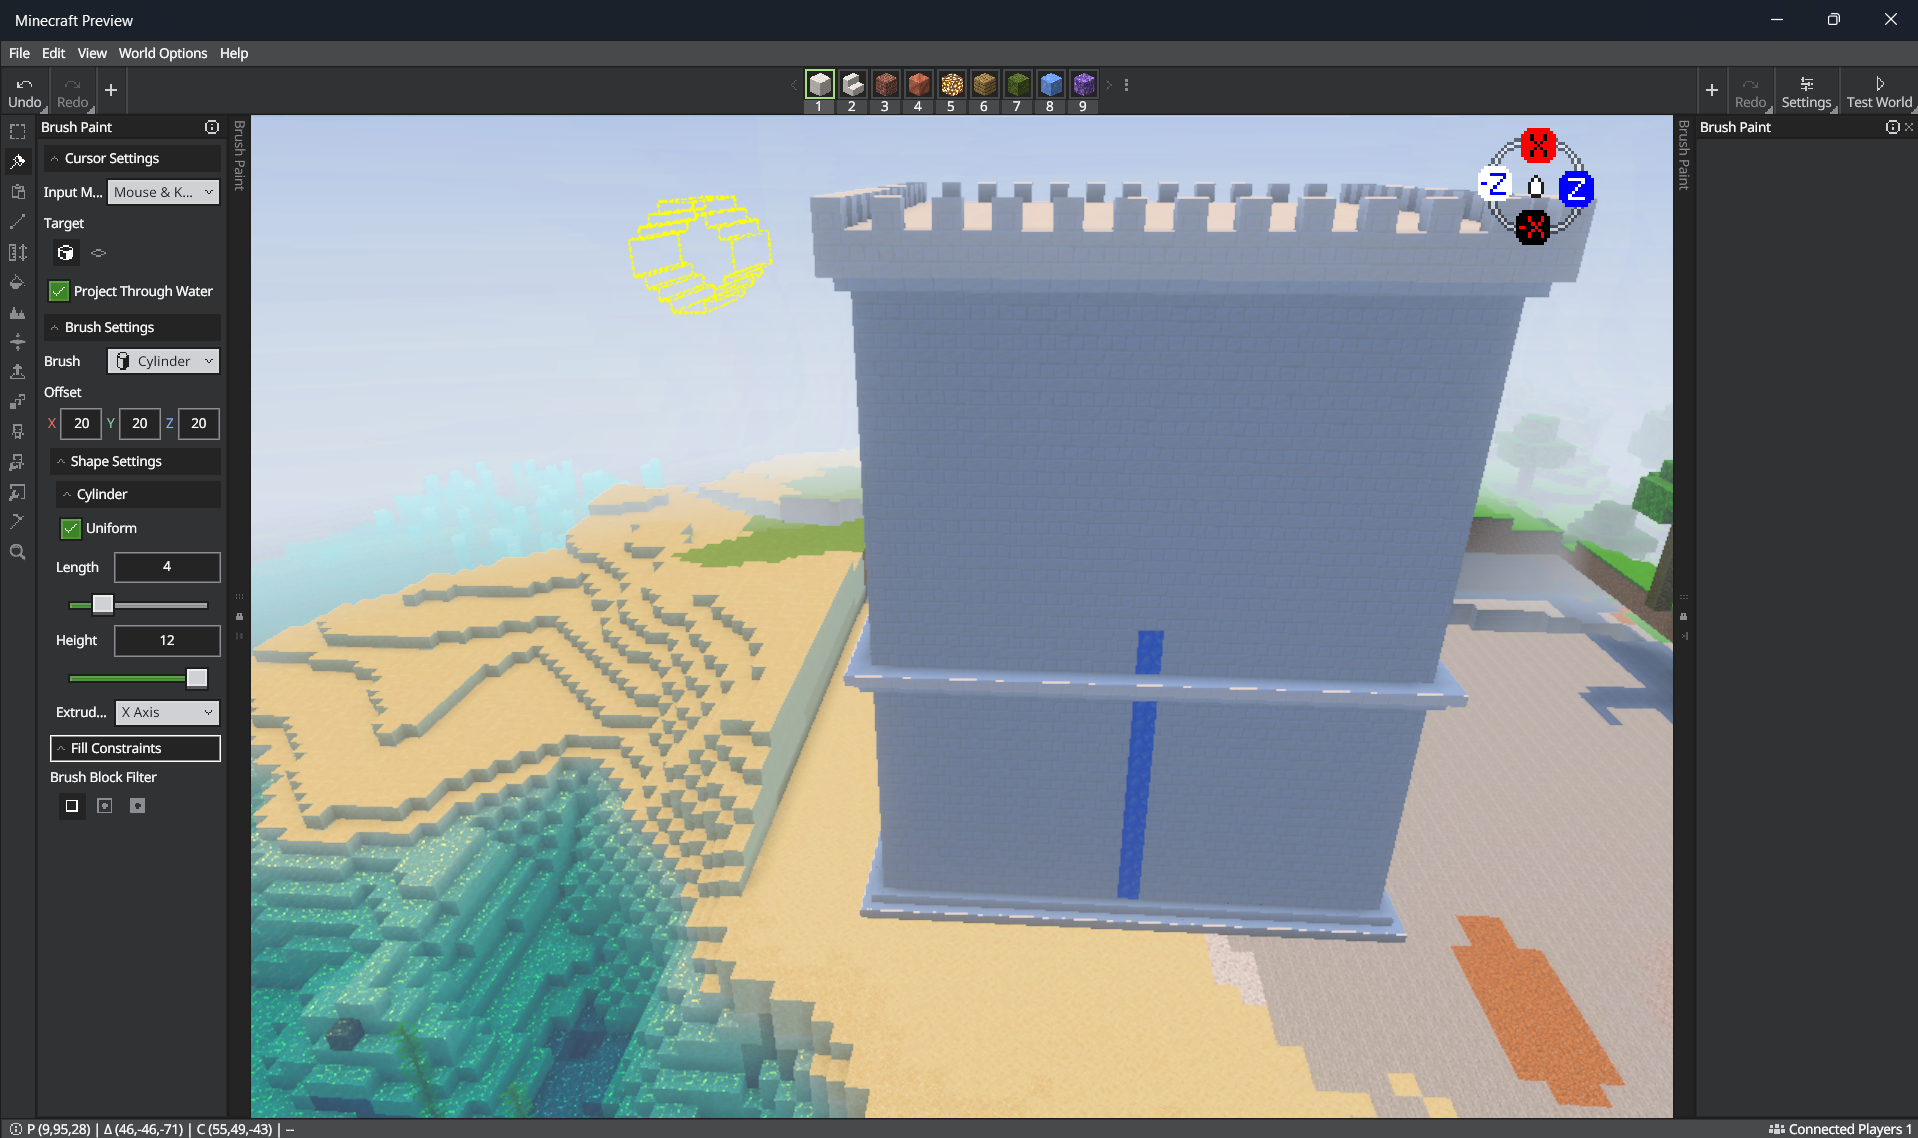 Minecraft Preview
File Edit View World Options Help
Undo Redo 1 2 3 4 5 6 7 8 9 Redo Settings Test World
Brush Paint
Brush Paint
Brush Paint
Brush Paint
Cursor Settings
Input M... Mouse & K...
Target
Project Through Water
Brush Settings
Brush Cylinder
Offset
X 20 Y 20 Z 20
Shape Settings
Cylinder
Uniform
Length 4
Height 12
Extrud... X Axis
Fill Constraints
Brush Block Filter
X
-Z Z
-X
P (9,95,28) | Δ (46,-46,-71) | C (55,49,-43) | --
Connected Players 1